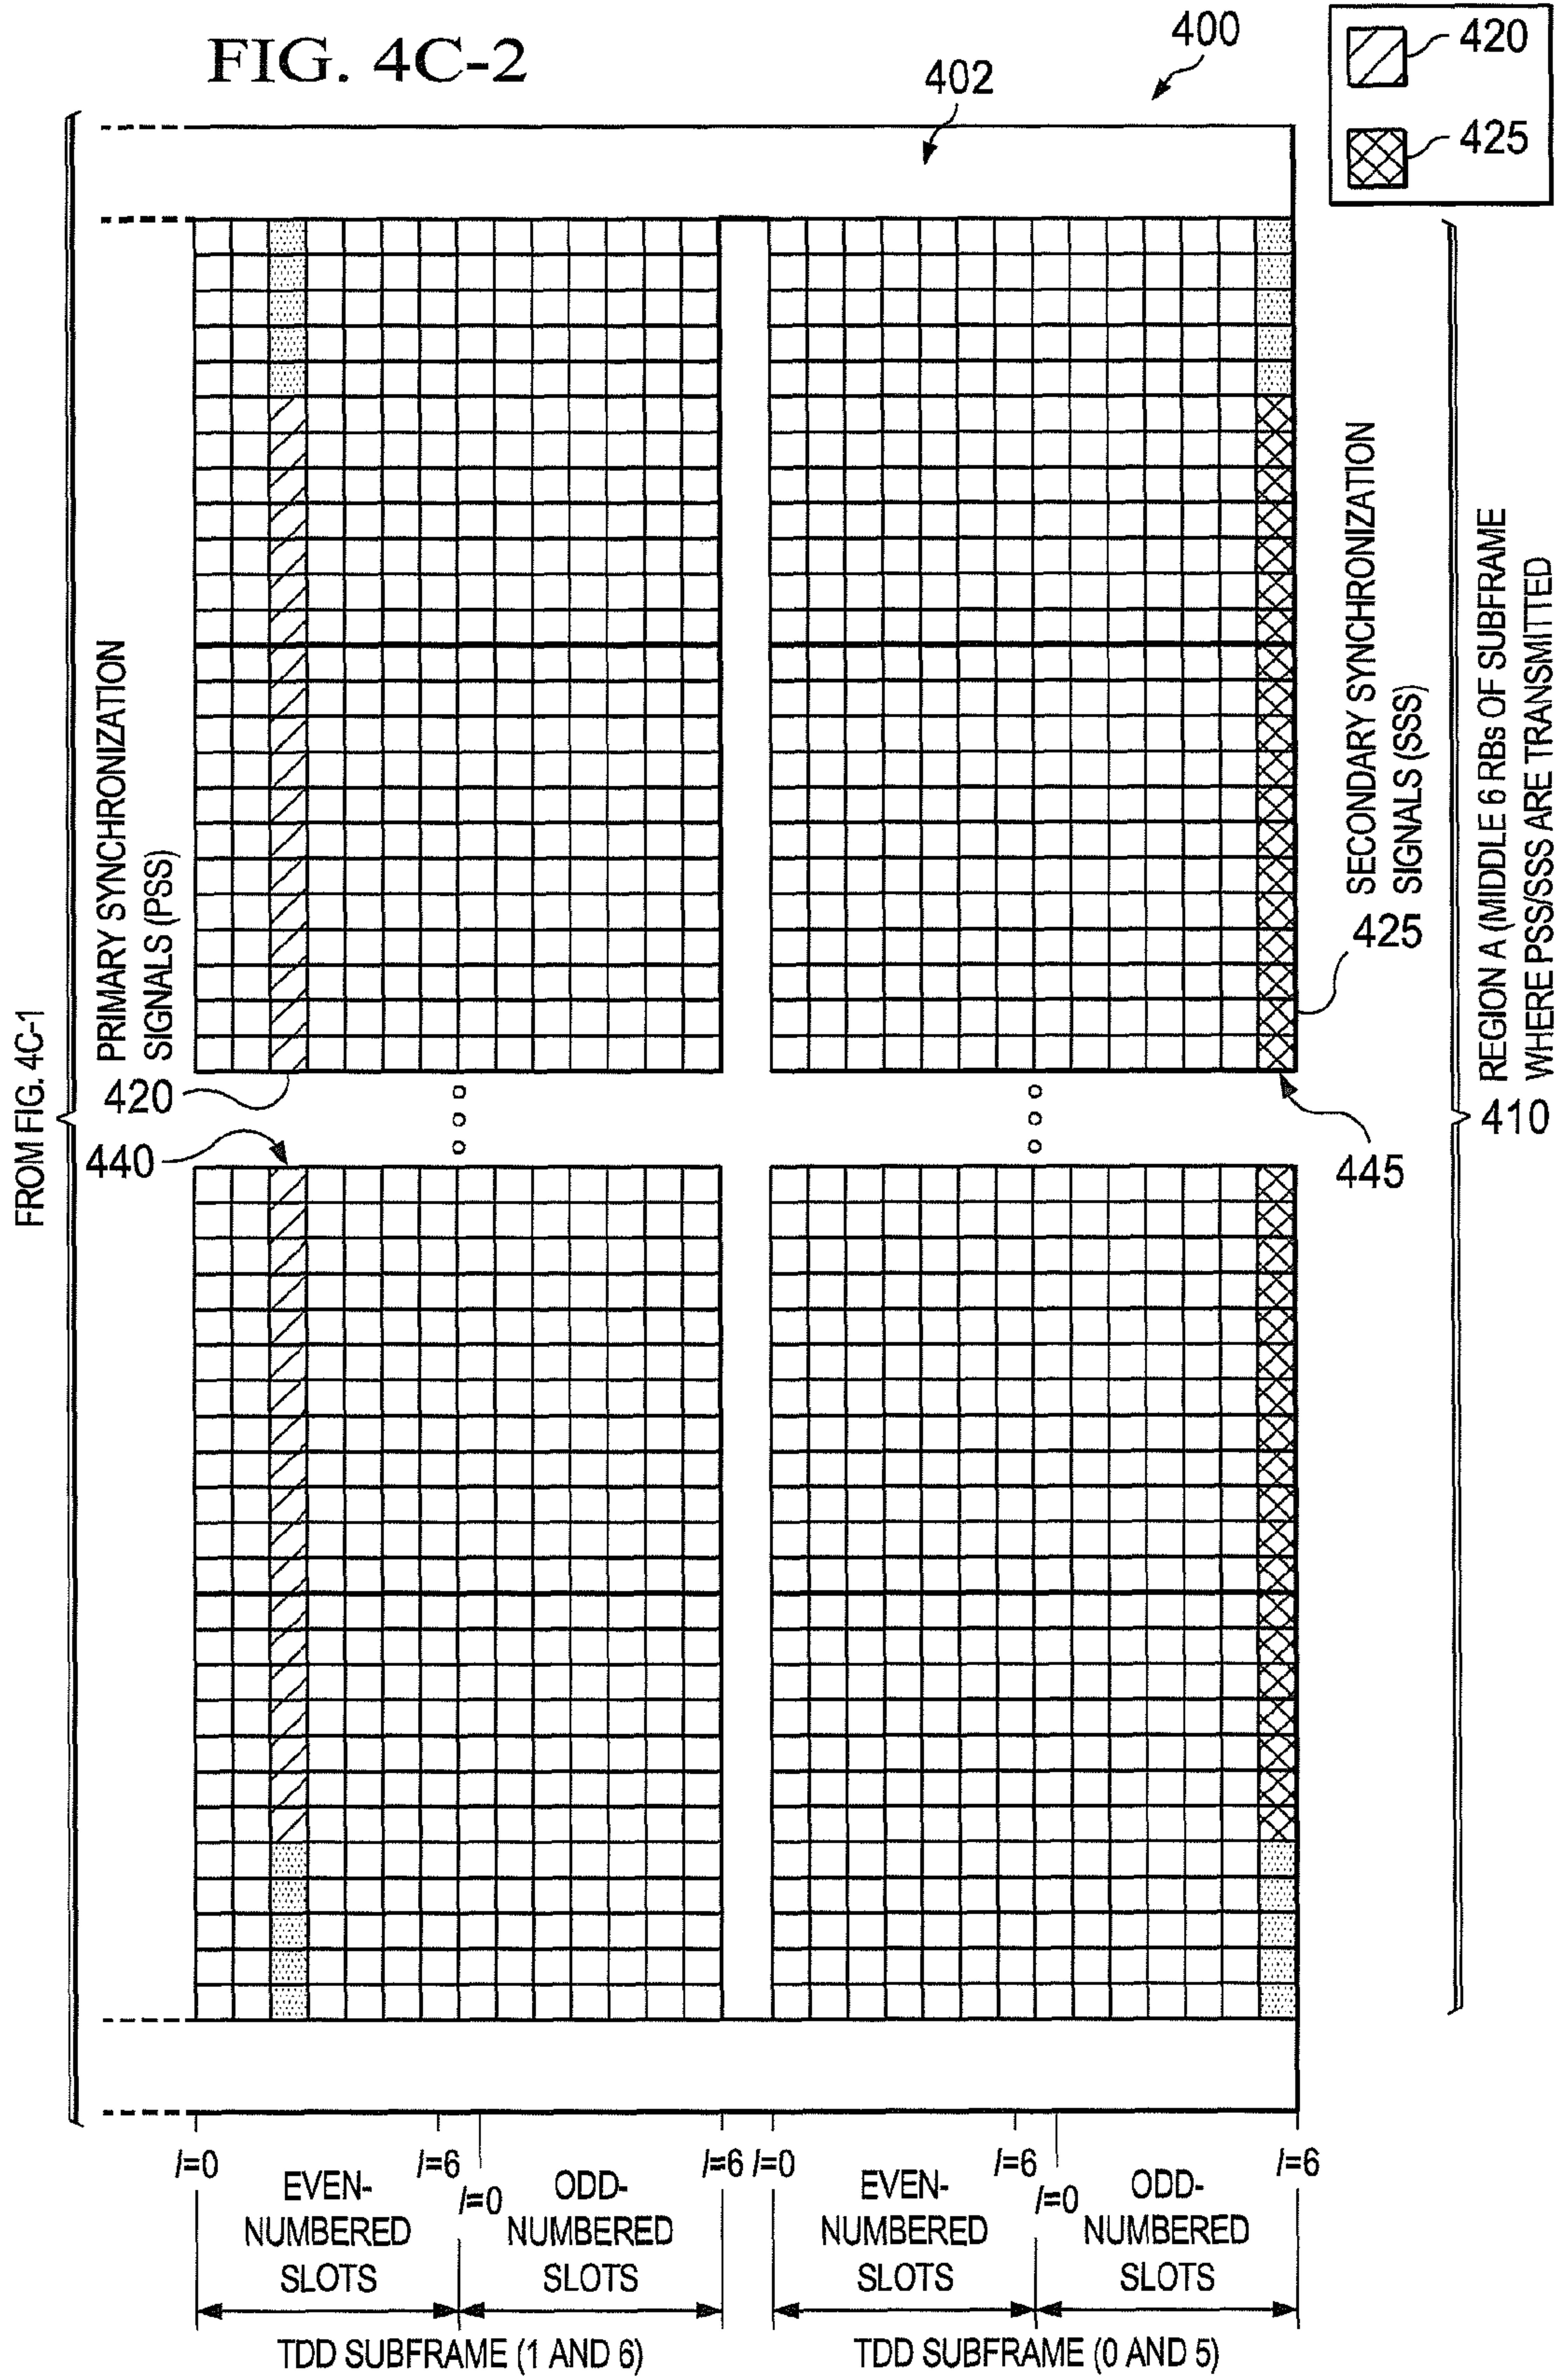 FIG. 4C-2
400
402
420
425
FROM FIG. 4C-1
PRIMARY SYNCHRONIZATION
SIGNALS (PSS)
420
440
SECONDARY SYNCHRONIZATION
SIGNALS (SSS)
425
445
REGION A (MIDDLE 6 RBs OF SUBFRAME
WHERE PSS/SSS ARE TRANSMITTED
410
l=0
l=6
l=0
l=6
l=0
l=6
l=0
l=6
EVEN-
NUMBERED
SLOTS
ODD-
NUMBERED
SLOTS
EVEN-
NUMBERED
SLOTS
ODD-
NUMBERED
SLOTS
TDD SUBFRAME (1 AND 6)
TDD SUBFRAME (0 AND 5)